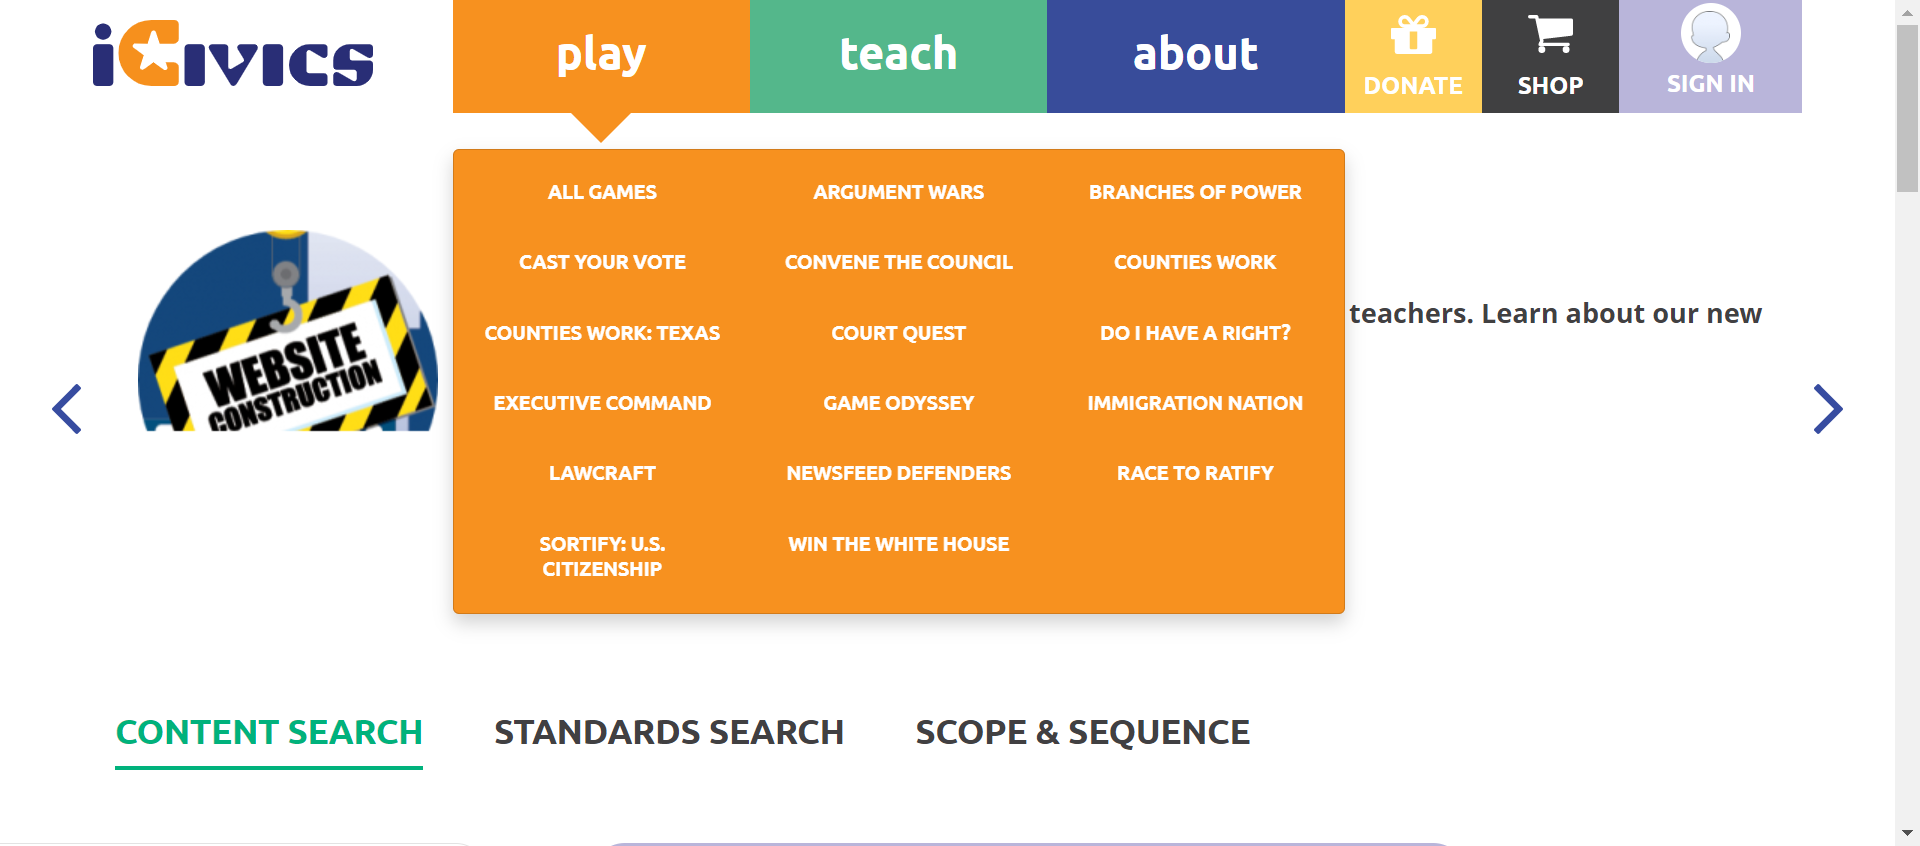 iCivics
play
teach
about
DONATE
SHOP
SIGN IN
ALL GAMES
ARGUMENT WARS
BRANCHES OF POWER
CAST YOUR VOTE
CONVENE THE COUNCIL
COUNTIES WORK
COUNTIES WORK: TEXAS
COURT QUEST
DO I HAVE A RIGHT?
EXECUTIVE COMMAND
GAME ODYSSEY
IMMIGRATION NATION
LAWCRAFT
NEWSFEED DEFENDERS
RACE TO RATIFY
SORTIFY: U.S.
CITIZENSHIP
WIN THE WHITE HOUSE
WEBSITE
CONSTRUCTION
teachers. Learn about our new
CONTENT SEARCH
STANDARDS SEARCH
SCOPE & SEQUENCE